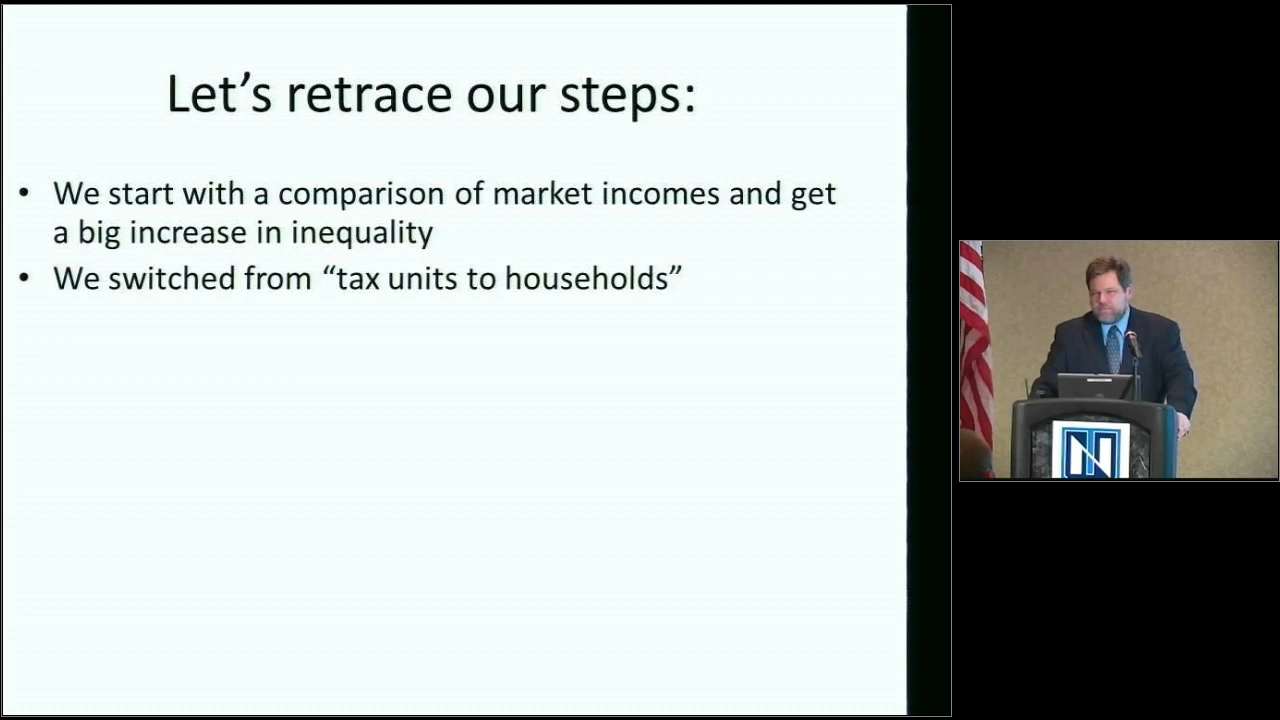 Let's retrace our steps:
• We start with a comparison of market incomes and get
a big increase in inequality
• We switched from “tax units to households”
N